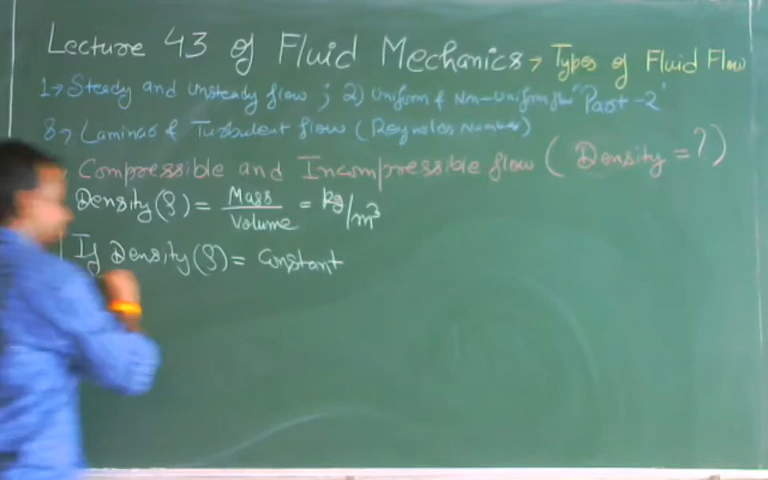 Lecture 43 of Fluid Mechanics → Types of Fluid Flow
1→ Steady and unsteady flow ; 2) Uniform & Non-uniform flow "Part-2"
3→ Laminar & Turbulent flow (Reynolds Number)
Compressible and Incompressible flow ( Density = ? )
Density(ρ) = Mass / Volume = kg/m³
If Density(ρ) = Constant